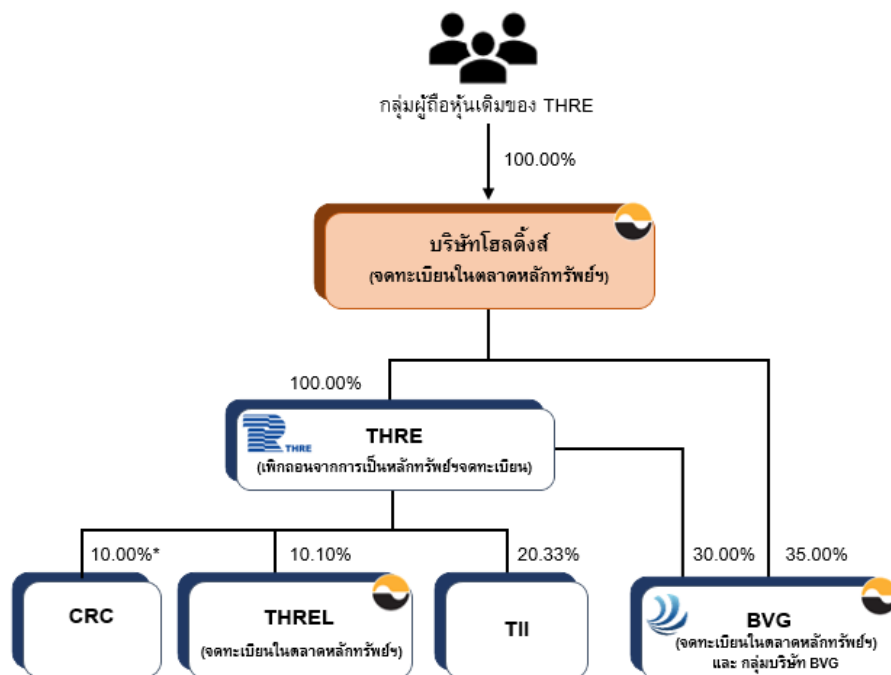 กลุ่มผู้ถือหุ้นเดิมของ THRE
100.00%
บริษัทโฮลดิ้งส์
(จดทะเบียนในตลาดหลักทรัพย์ฯ)
100.00%
THRE
THRE
(เพิกถอนจากการเป็นหลักทรัพย์ฯจดทะเบียน)
10.00%*
10.10%
20.33%
30.00%
35.00%
CRC
THREL
(จดทะเบียนในตลาดหลักทรัพย์ฯ)
TII
BVG
(จดทะเบียนในตลาดหลักทรัพย์ฯ)
และ กลุ่มบริษัท BVG